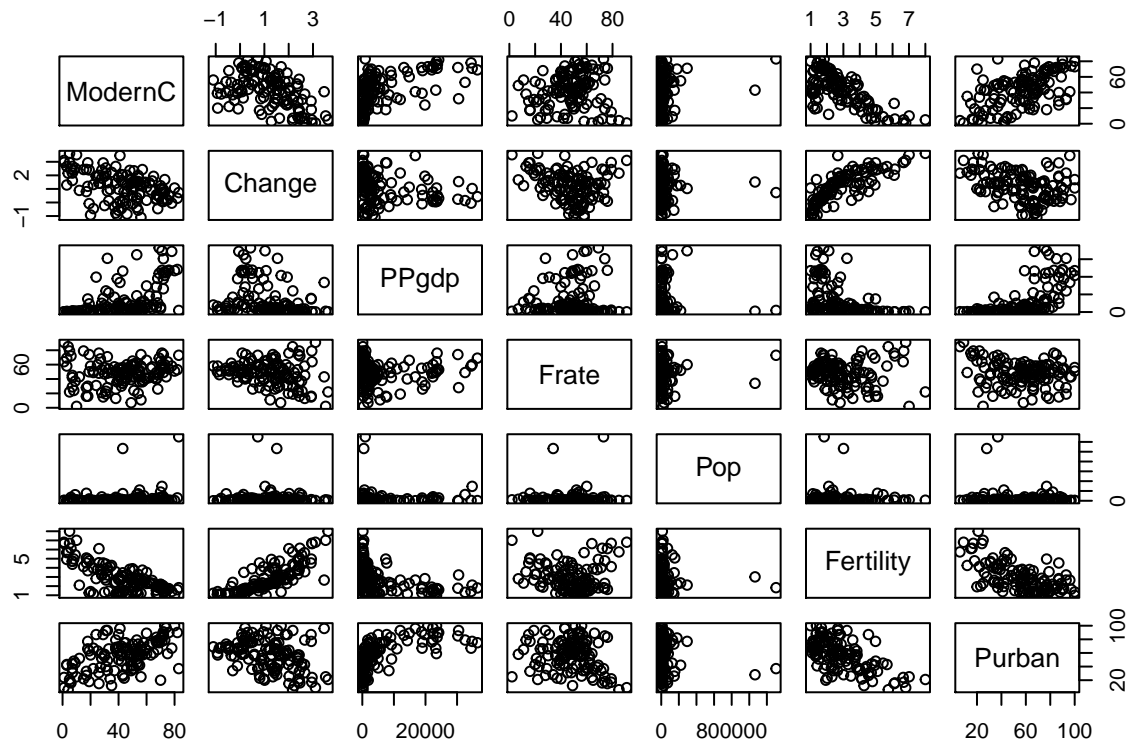 −1 1 3 0 40 80 1 3 5 7
ModernC
0 60
−1 2
Change
PPgdp
0
0 60
Frate
Pop
0
1 5
Fertility
Purban
20 100
0 40 80 0 20000 0 800000 20 60 100